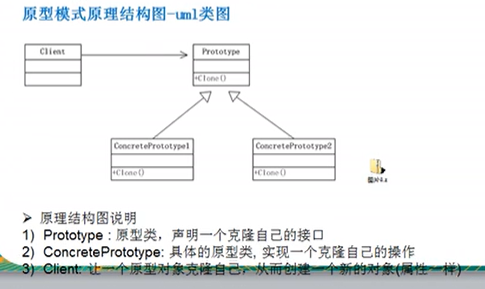 原型模式原理结构图-uml类图
Client
Prototype
+Clone()
ConcretePrototype1
+Clone()
ConcretePrototype2
+Clone()
➢ 原理结构图说明
1) Prototype : 原型类，声明一个克隆自己的接口
2) ConcretePrototype: 具体的原型类, 实现一个克隆自己的操作
3) Client: 让一个原型对象克隆自己，从而创建一个新的对象(属性一样)